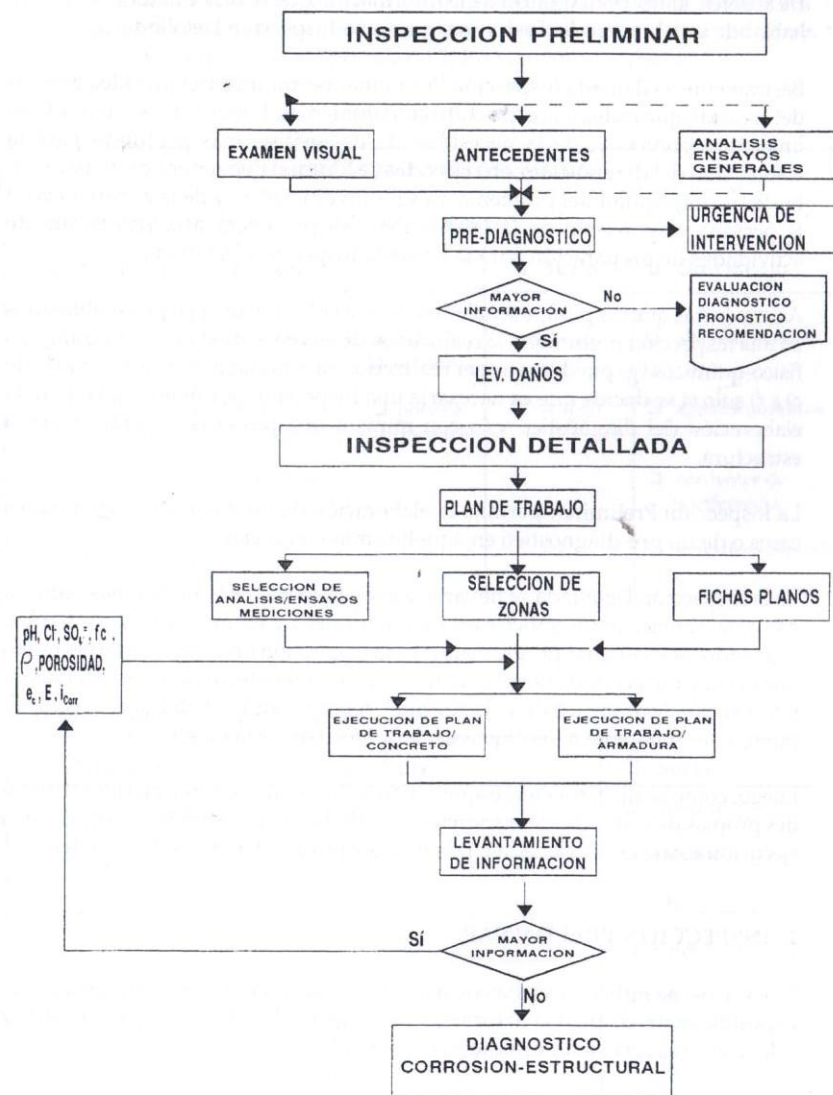 INSPECCION PRELIMINAR
EXAMEN VISUAL
ANTECEDENTES
ANALISIS
ENSAYOS
GENERALES
PRE-DIAGNOSTICO
URGENCIA DE
INTERVENCION
MAYOR
INFORMACION
No
EVALUACION
DIAGNOSTICO
PRONOSTICO
RECOMENDACION
Sí
LEV. DAÑOS
INSPECCION DETALLADA
PLAN DE TRABAJO
SELECCION DE
ANALISIS/ENSAYOS
MEDICIONES
SELECCION DE
ZONAS
FICHAS PLANOS
pH, Cl-, SO₄=, fc,
ρ, POROSIDAD,
e꜀, E, i Corr
EJECUCION DE PLAN
DE TRABAJO/
CONCRETO
EJECUCION DE PLAN
DE TRABAJO/
ARMADURA
LEVANTAMIENTO
DE INFORMACION
Sí
MAYOR
INFORMACION
No
DIAGNOSTICO
CORROSION-ESTRUCTURAL